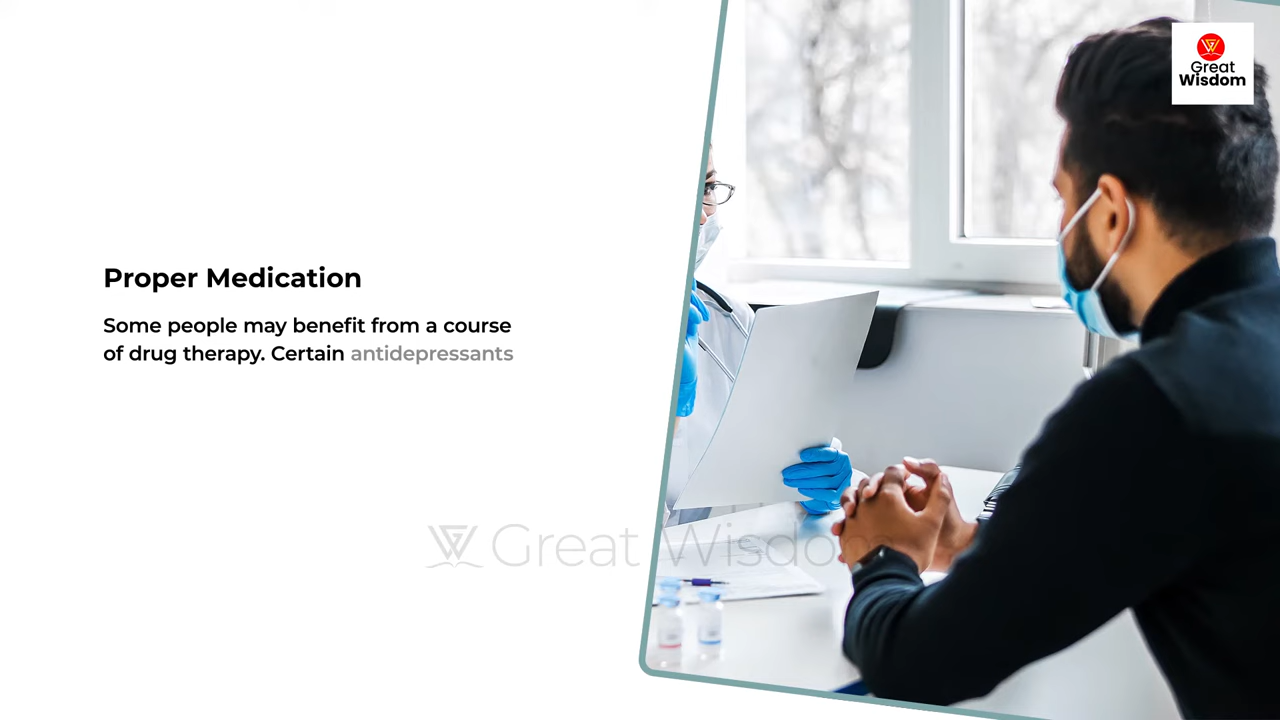 Great
Wisdom
Proper Medication
Some people may benefit from a course
of drug therapy. Certain antidepressants
Great Wisdom